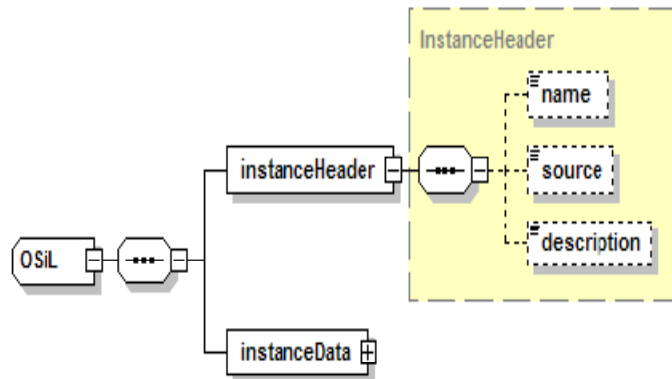 InstanceHeader
name
instanceHeader
source
description
OSiL
instanceData